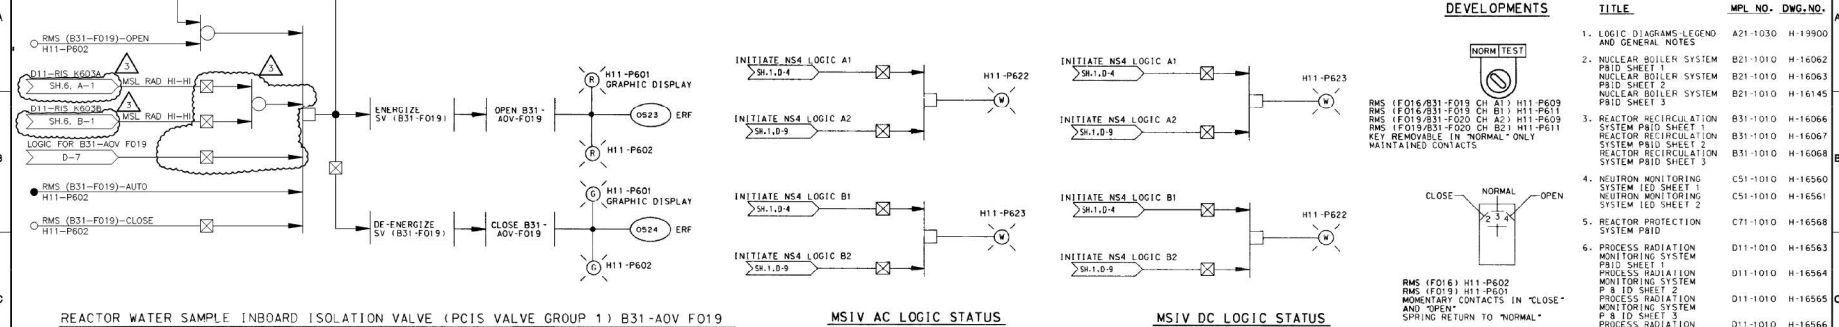 A
RMS (B31-F019)-OPEN
H11-P602
D11-RIS K603A
SH.6, A-1
MSL RAD HI-HI
3
3
D11-RIS K603B
SH.6, B-1
MSL RAD HI-HI
3
LOGIC FOR B31-AOV F019
D-7
RMS (B31-F019)-AUTO
H11-P602
RMS (B31-F019)-CLOSE
H11-P602
ENERGIZE
SV (B31-F019)
OPEN B31-
AOV-F019
R
H11-P601
GRAPHIC DISPLAY
0523
ERF
R
H11-P602
DE-ENERGIZE
SV (B31-F019)
CLOSE B31-
AOV-F019
G
H11-P601
GRAPHIC DISPLAY
0524
ERF
G
H11-P602
REACTOR WATER SAMPLE INBOARD ISOLATION VALVE (PCIS VALVE GROUP 1) B31-AOV F019
INITIATE NS4 LOGIC A1
SH.1,D-4
H11-P622
W
INITIATE NS4 LOGIC A2
SH.1,D-9
INITIATE NS4 LOGIC B1
SH.1,D-4
H11-P623
W
INITIATE NS4 LOGIC B2
SH.1,D-9
MSIV AC LOGIC STATUS
INITIATE NS4 LOGIC A1
SH.1,D-4
H11-P623
W
INITIATE NS4 LOGIC A2
SH.1,D-9
INITIATE NS4 LOGIC B1
SH.1,D-4
H11-P622
W
INITIATE NS4 LOGIC B2
SH.1,D-9
MSIV DC LOGIC STATUS
DEVELOPMENTS
NORM TEST
RMS (F016/B31-F019 CH A1) H11-P609
RMS (F016/B31-F019 CH B1) H11-P611
RMS (F019/B31-F020 CH A2) H11-P609
RMS (F019/B31-F020 CH B2) H11-P611
KEY REMOVABLE IN "NORMAL" ONLY
MAINTAINED CONTACTS
CLOSE NORMAL OPEN
2 3 4
RMS (F016) H11-P602
RMS (F019) H11-P601
MOMENTARY CONTACTS IN "CLOSE"
AND "OPEN"
SPRING RETURN TO "NORMAL"
TITLE MPL NO. DWG.NO.
1. LOGIC DIAGRAMS-LEGEND A21-1030 H-19900
AND GENERAL NOTES
2. NUCLEAR BOILER SYSTEM B21-1010 H-16062
P&ID SHEET 1
NUCLEAR BOILER SYSTEM B21-1010 H-16063
P&ID SHEET 2
NUCLEAR BOILER SYSTEM B21-1010 H-16145
P&ID SHEET 3
3. REACTOR RECIRCULATION B31-1010 H-16066
SYSTEM P&ID SHEET 1
REACTOR RECIRCULATION B31-1010 H-16067
SYSTEM P&ID SHEET 2
REACTOR RECIRCULATION B31-1010 H-16068
SYSTEM P&ID SHEET 3
4. NEUTRON MONITORING C51-1010 H-16560
SYSTEM IED SHEET 1
NEUTRON MONITORING C51-1010 H-16561
SYSTEM IED SHEET 2
5. REACTOR PROTECTION C71-1010 H-16568
SYSTEM P&ID
6. PROCESS RADIATION D11-1010 H-16563
MONITORING SYSTEM
P&ID SHEET 1
PROCESS RADIATION D11-1010 H-16564
MONITORING SYSTEM
P & ID SHEET 2
PROCESS RADIATION D11-1010 H-16565
MONITORING SYSTEM
P & ID SHEET 3
PROCESS RADIATION D11-1010 H-16566
A
B
C